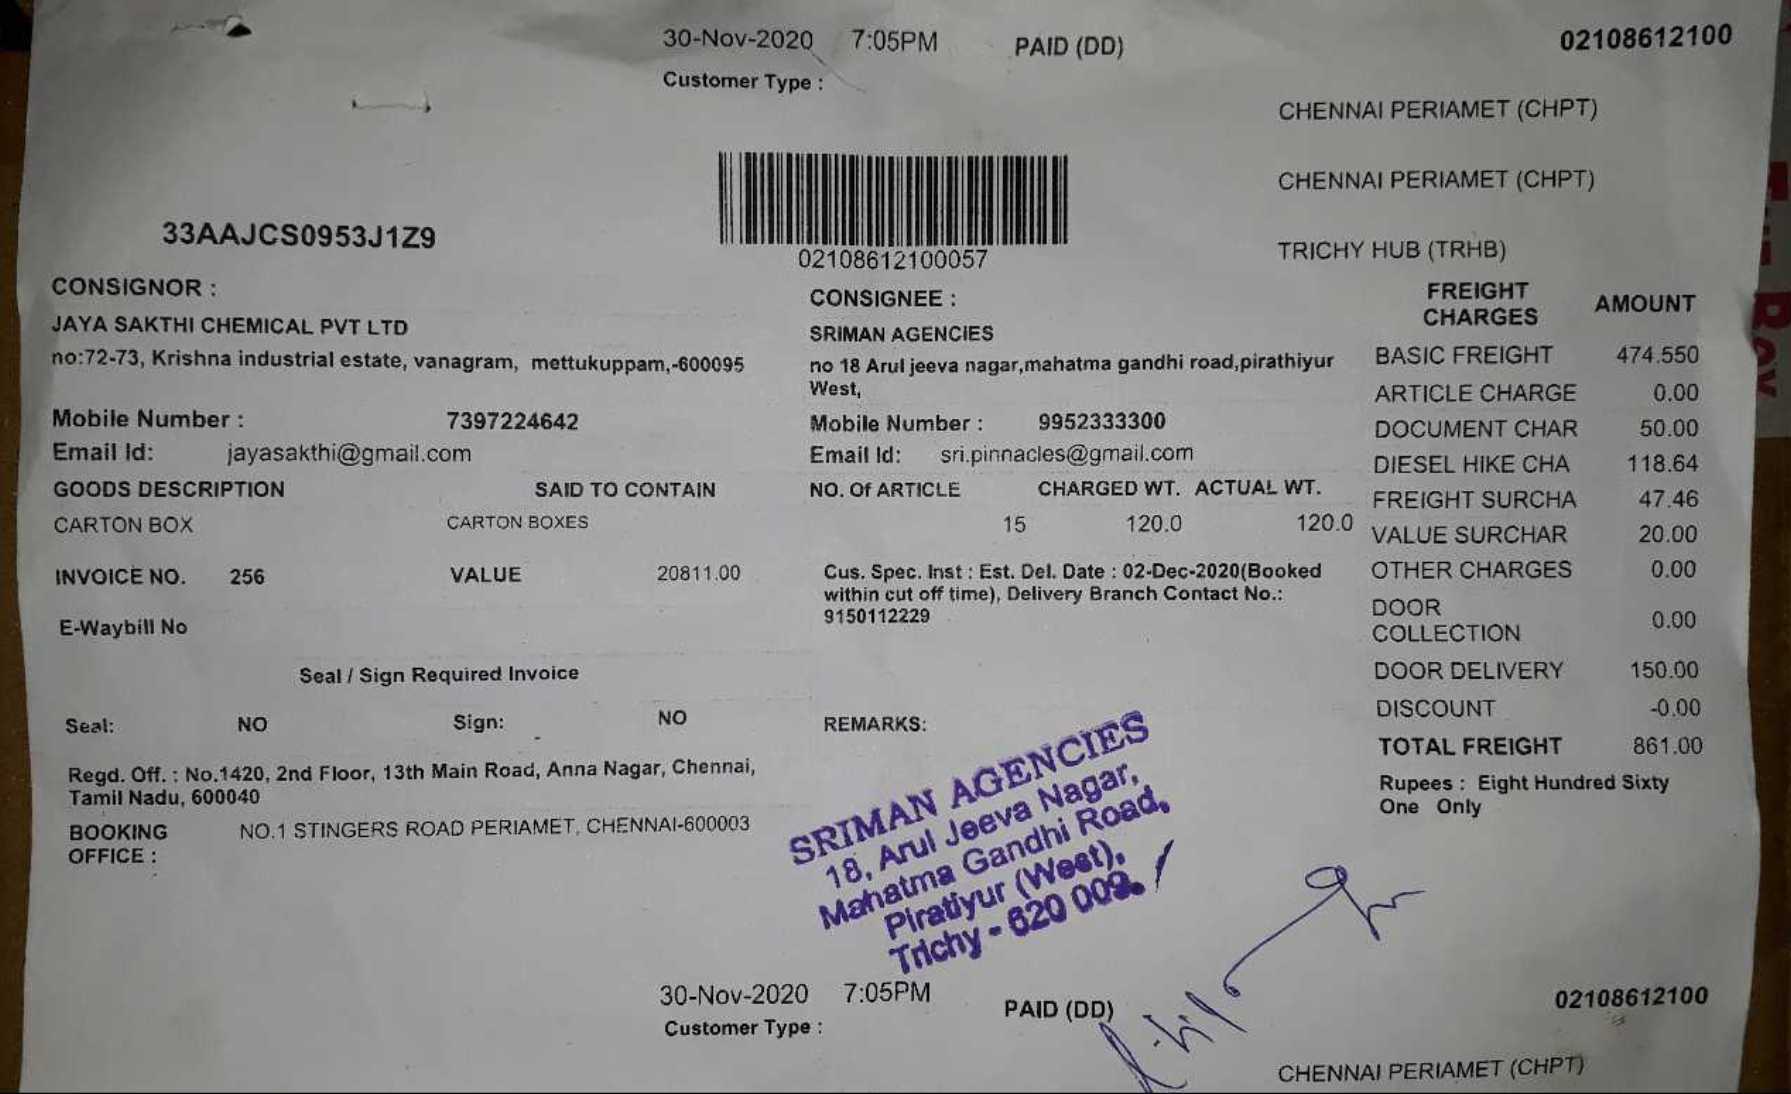 30-Nov-2020 7:05PM PAID (DD) 02108612100
Customer Type :
CHENNAI PERIAMET (CHPT)
CHENNAI PERIAMET (CHPT)
33AAJCS0953J1Z9
02108612100057
TRICHY HUB (TRHB)
CONSIGNOR :
JAYA SAKTHI CHEMICAL PVT LTD
no:72-73, Krishna industrial estate, vanagram, mettukuppam,-600095
Mobile Number : 7397224642
Email Id: jayasakthi@gmail.com
CONSIGNEE :
SRIMAN AGENCIES
no 18 Arul jeeva nagar,mahatma gandhi road,pirathiyur
West,
Mobile Number : 9952333300
Email Id: sri.pinnacles@gmail.com
GOODS DESCRIPTION SAID TO CONTAIN NO. Of ARTICLE CHARGED WT. ACTUAL WT.
CARTON BOX CARTON BOXES 15 120.0 120.0
INVOICE NO. 256 VALUE 20811.00
E-Waybill No
Cus. Spec. Inst : Est. Del. Date : 02-Dec-2020(Booked
within cut off time), Delivery Branch Contact No.:
9150112229
Seal / Sign Required Invoice
Seal: NO Sign: NO
REMARKS:
Regd. Off. : No.1420, 2nd Floor, 13th Main Road, Anna Nagar, Chennai,
Tamil Nadu, 600040
BOOKING
OFFICE :
NO.1 STINGERS ROAD PERIAMET, CHENNAI-600003
FREIGHT
CHARGES
AMOUNT
BASIC FREIGHT 474.550
ARTICLE CHARGE 0.00
DOCUMENT CHAR 50.00
DIESEL HIKE CHA 118.64
FREIGHT SURCHA 47.46
VALUE SURCHAR 20.00
OTHER CHARGES 0.00
DOOR
COLLECTION 0.00
DOOR DELIVERY 150.00
DISCOUNT -0.00
TOTAL FREIGHT 861.00
Rupees : Eight Hundred Sixty
One Only
SRIMAN AGENCIES
18, Arul Jeeva Nagar,
Mahatma Gandhi Road,
Piratiyur (West),
Trichy - 620 009.
30-Nov-2020 7:05PM PAID (DD) 02108612100
Customer Type :
CHENNAI PERIAMET (CHPT)